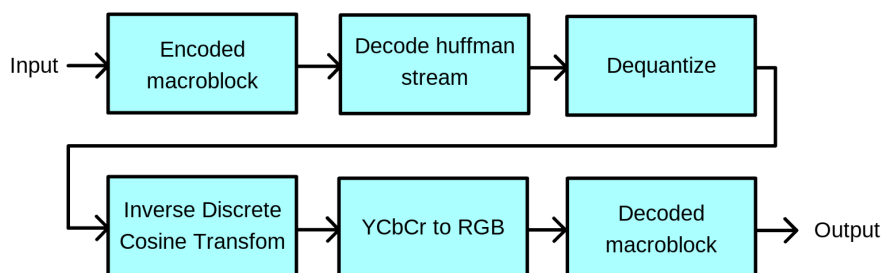 Input
Encoded
macroblock
Decode huffman
stream
Dequantize
Inverse Discrete
Cosine Transfom
YCbCr to RGB
Decoded
macroblock
Output